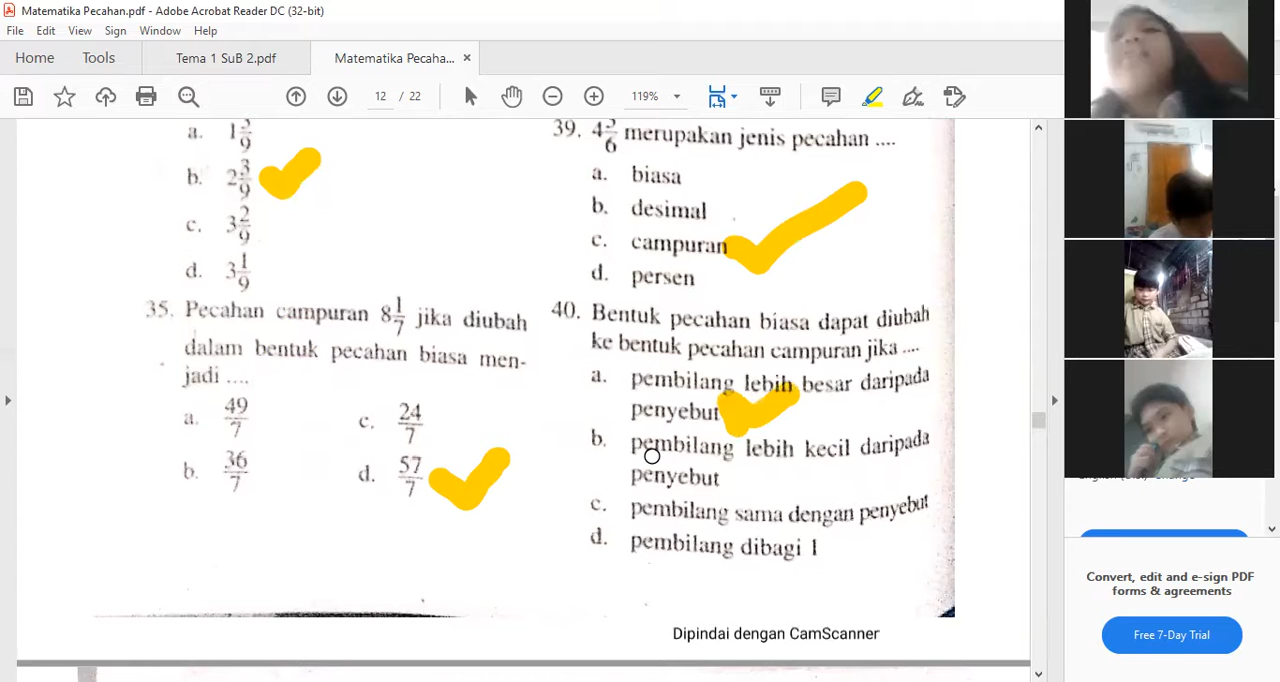 Matematika Pecahan.pdf - Adobe Acrobat Reader DC (32-bit)
File Edit View Sign Window Help
Home Tools Tema 1 SuB 2.pdf Matematika Pecaha... ×
12 / 22 119%
a. 1 3/9
b. 2 3/9
c. 3 2/9
d. 3 1/9
35. Pecahan campuran 8 1/7 jika diubah
dalam bentuk pecahan biasa men-
jadi ....
a. 49/7 c. 24/7
b. 36/7 d. 57/7
39. 4 /6 merupakan jenis pecahan ....
a. biasa
b. desimal
c. campuran
d. persen
40. Bentuk pecahan biasa dapat diubah
ke bentuk pecahan campuran jika ....
a. pembilang lebih besar daripada
penyebut
b. pembilang lebih kecil daripada
penyebut
c. pembilang sama dengan penyebut
d. pembilang dibagi 1
Dipindai dengan CamScanner
Convert, edit and e-sign PDF
forms & agreements
Free 7-Day Trial